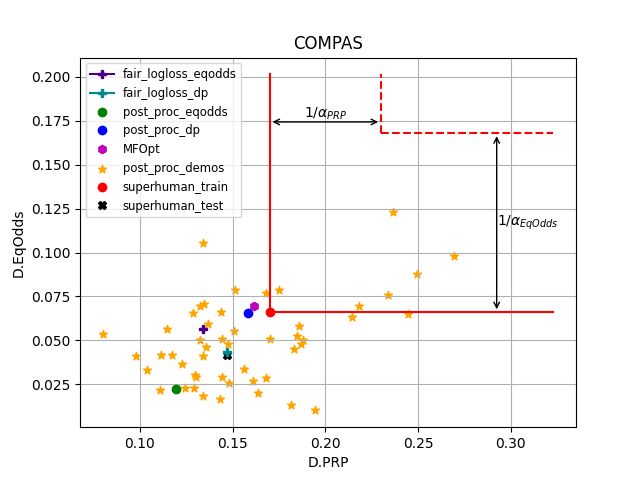 COMPAS
D.EqOdds
0.200
0.175
0.150
0.125
0.100
0.075
0.050
0.025
fair_logloss_eqodds
fair_logloss_dp
post_proc_eqodds
post_proc_dp
MFOpt
post_proc_demos
superhuman_train
superhuman_test
1/α_PRP
1/α_EqOdds
0.10 0.15 0.20 0.25 0.30
D.PRP